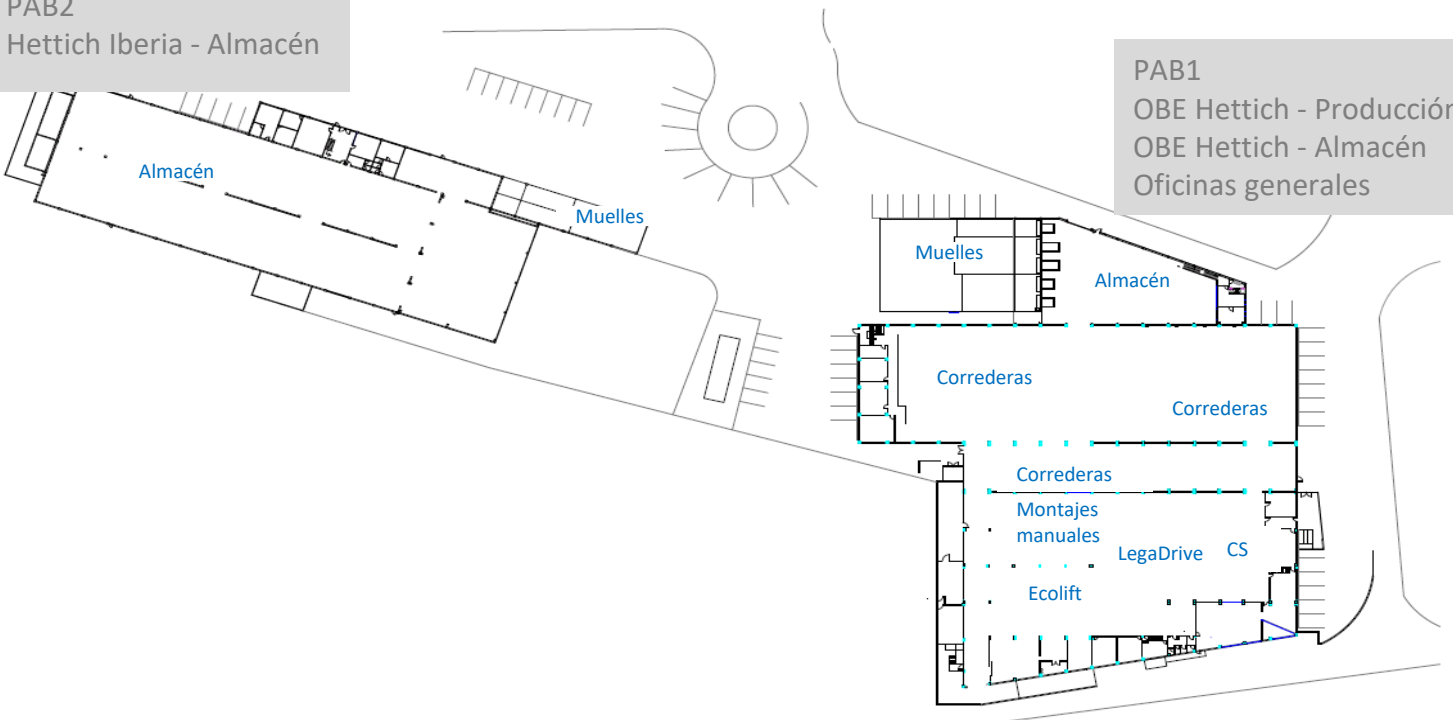 PAB2
Hettich Iberia - Almacén
PAB1
OBE Hettich - Producción
OBE Hettich - Almacén
Oficinas generales
Almacén
Muelles
Muelles
Almacén
Correderas
Correderas
Correderas
Montajes
manuales
LegaDrive
CS
Ecolift